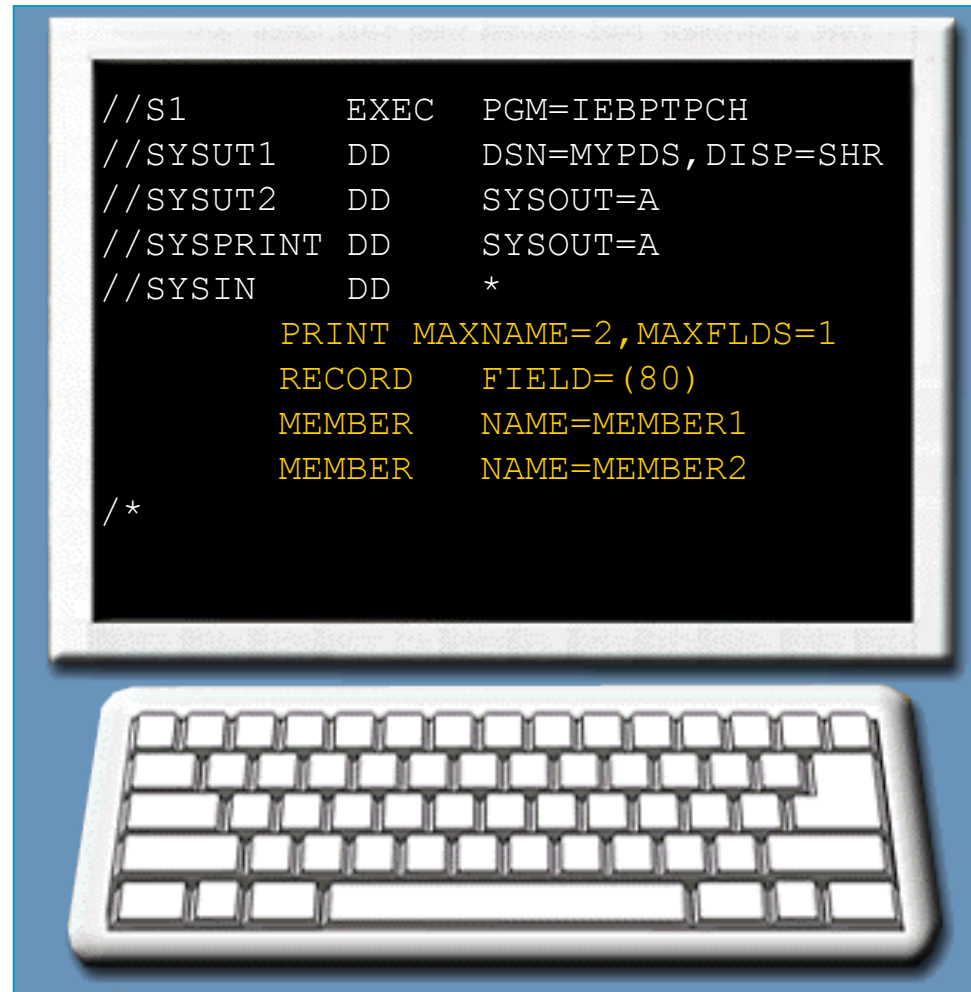 //S1       EXEC  PGM=IEBPTPCH
//SYSUT1   DD    DSN=MYPDS,DISP=SHR
//SYSUT2   DD    SYSOUT=A
//SYSPRINT DD    SYSOUT=A
//SYSIN    DD    *
PRINT MAXNAME=2,MAXFLDS=1
RECORD   FIELD=(80)
MEMBER   NAME=MEMBER1
MEMBER   NAME=MEMBER2
/*